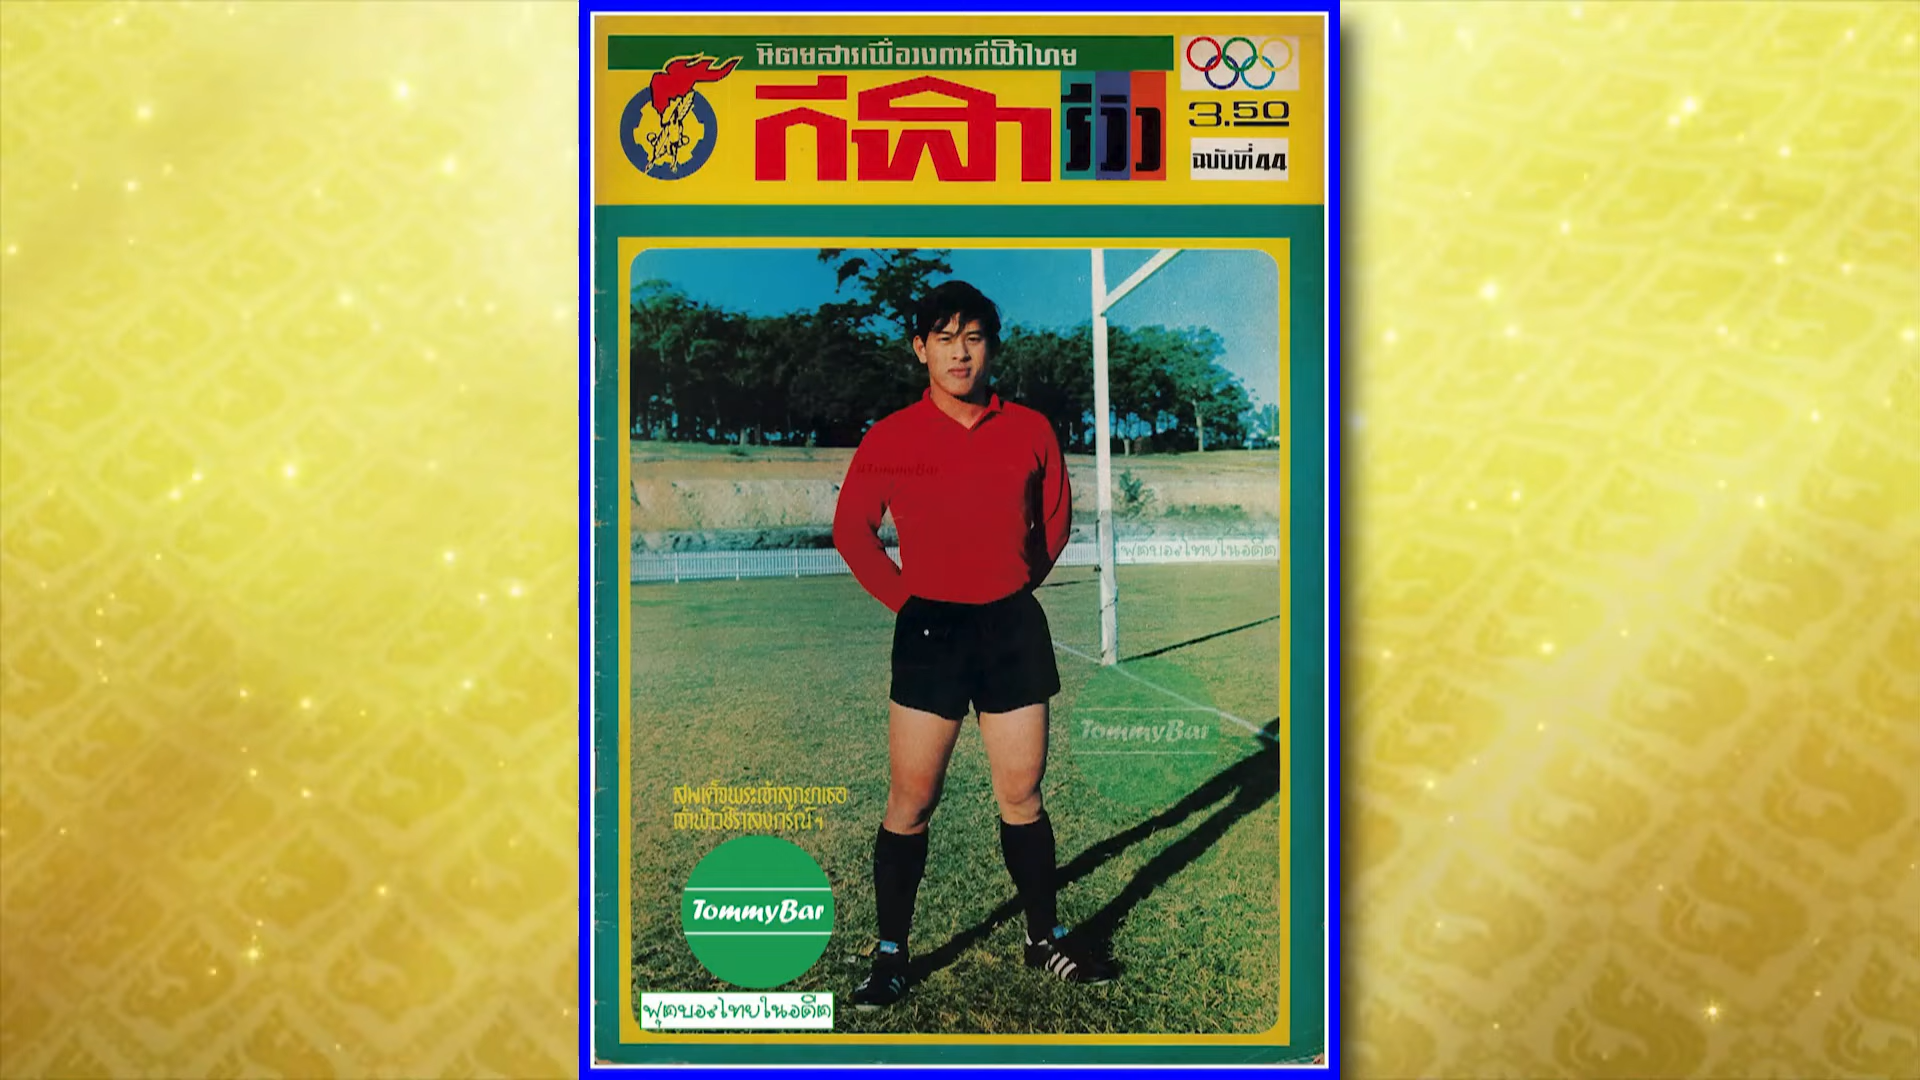 นิตยสารเพื่อวงการกีฬาไทย
กีฬา รีวิว
3.50
ฉบับที่ 44
#TommyBar
ฟุตบอลไทยในอดีต
TommyBar
สมเด็จพระเจ้าลูกยาเธอ
เจ้าฟ้าวชิราลงกรณ์ฯ
TommyBar
ฟุตบอลไทยในอดีต